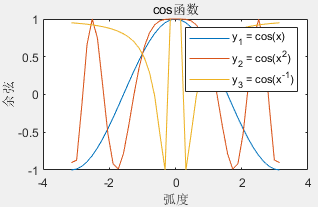 cos函数
y1 = cos(x)
y2 = cos(x²)
y3 = cos(x⁻¹)
余弦
1
0.5
0
-0.5
-1
-4
-2
0
2
4
弧度